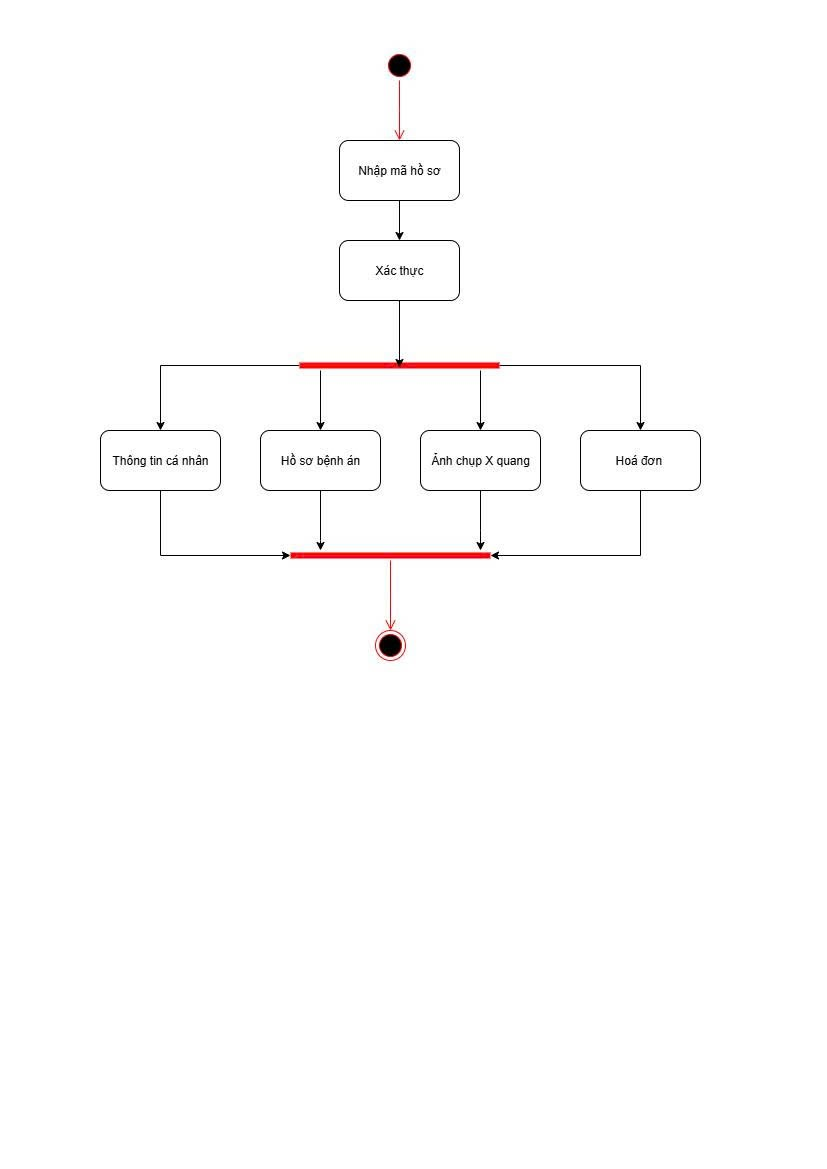 Nhập mã hồ sơ
Xác thực
Thông tin cá nhân
Hồ sơ bệnh án
Ảnh chụp X quang
Hoá đơn